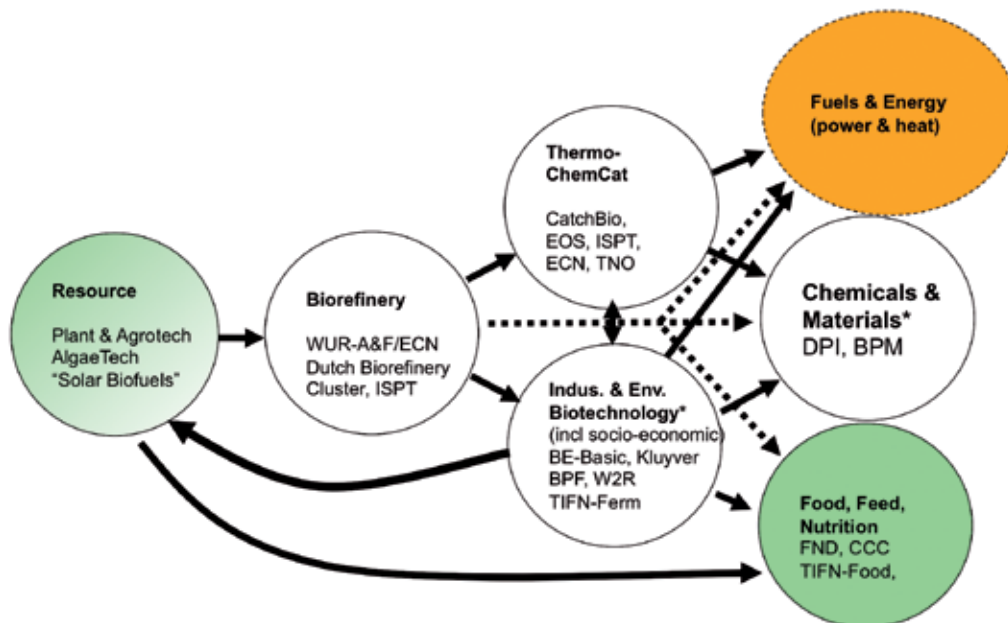 Resource
Plant & Agrotech
AlgaeTech
“Solar Biofuels”
Biorefinery
WUR-A&F/ECN
Dutch Biorefinery
Cluster, ISPT
Thermo-
ChemCat
CatchBio,
EOS, ISPT,
ECN, TNO
Indus. & Env.
Biotechnology*
(incl socio-economic)
BE-Basic, Kluyver
BPF, W2R
TIFN-Ferm
Fuels & Energy
(power & heat)
Chemicals &
Materials*
DPI, BPM
Food, Feed,
Nutrition
FND, CCC
TIFN-Food,